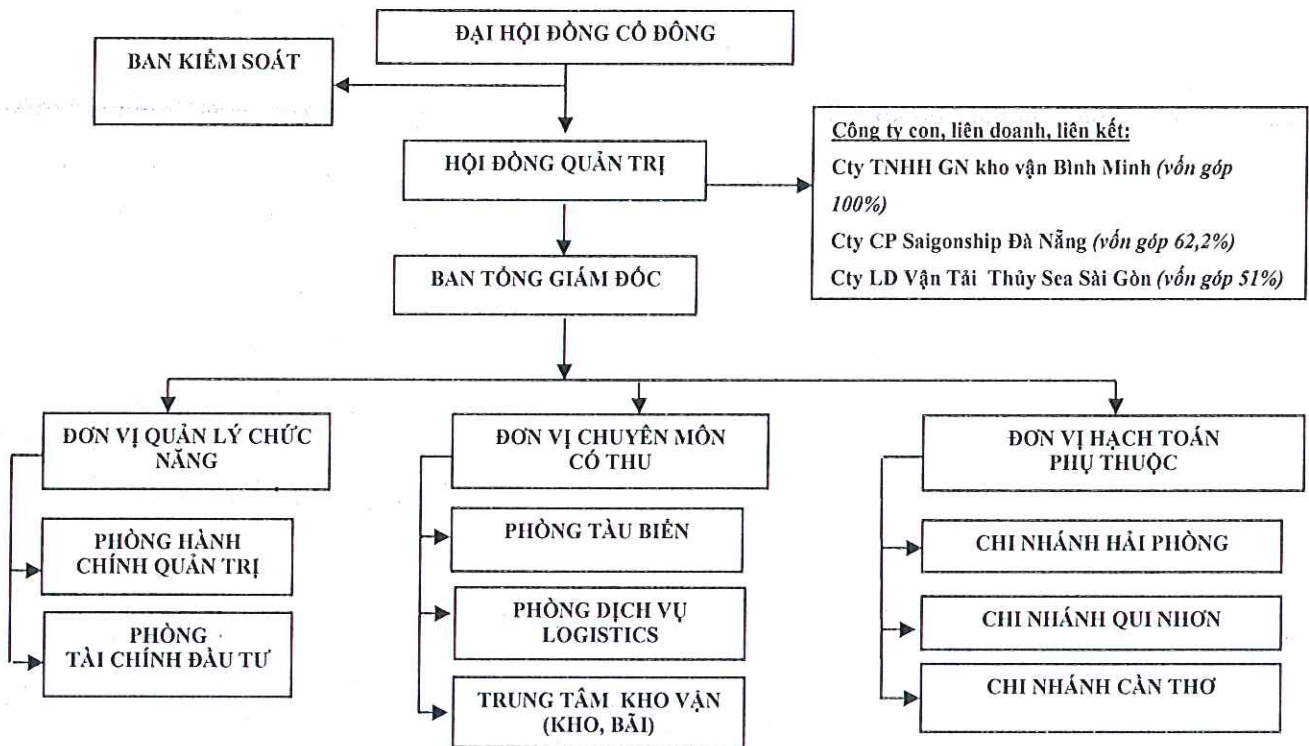 ĐẠI HỘI ĐỒNG CỔ ĐÔNG
BAN KIỂM SOÁT
HỘI ĐỒNG QUẢN TRỊ
Công ty con, liên doanh, liên kết:
Cty TNHH GN kho vận Bình Minh (vốn góp
100%)
Cty CP Saigonship Đà Nẵng (vốn góp 62,2%)
Cty LD Vận Tải Thủy Sea Sài Gòn (vốn góp 51%)
BAN TỔNG GIÁM ĐỐC
ĐƠN VỊ QUẢN LÝ CHỨC
NĂNG
PHÒNG HÀNH
CHÍNH QUẢN TRỊ
PHÒNG
TÀI CHÍNH ĐẦU TƯ
ĐƠN VỊ CHUYÊN MÔN
CÓ THU
PHÒNG TÀU BIỂN
PHÒNG DỊCH VỤ
LOGISTICS
TRUNG TÂM KHO VẬN
(KHO, BÃI)
ĐƠN VỊ HẠCH TOÁN
PHỤ THUỘC
CHI NHÁNH HẢI PHÒNG
CHI NHÁNH QUI NHƠN
CHI NHÁNH CẦN THƠ